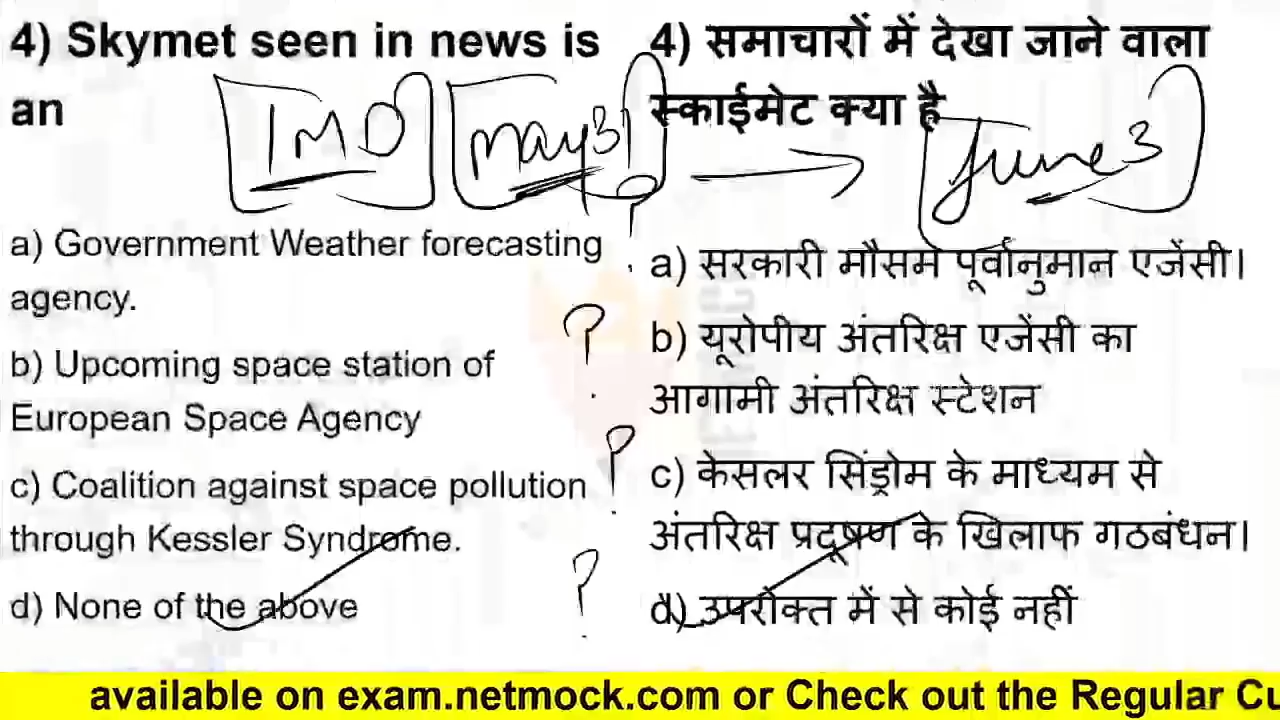 4) Skymet seen in news is
an
IMD
May 31
a) Government Weather forecasting
agency.
b) Upcoming space station of
European Space Agency
c) Coalition against space pollution
through Kessler Syndrome.
d) None of the above
4) समाचारों में देखा जाने वाला
स्काईमेट क्या है
June 3
a) सरकारी मौसम पूर्वानुमान एजेंसी।
b) यूरोपीय अंतरिक्ष एजेंसी का
आगामी अंतरिक्ष स्टेशन
c) केसलर सिंड्रोम के माध्यम से
अंतरिक्ष प्रदूषण के खिलाफ गठबंधन।
d) उपरोक्त में से कोई नहीं
?
?
?
?
available on exam.netmock.com or Check out the Regular Cu